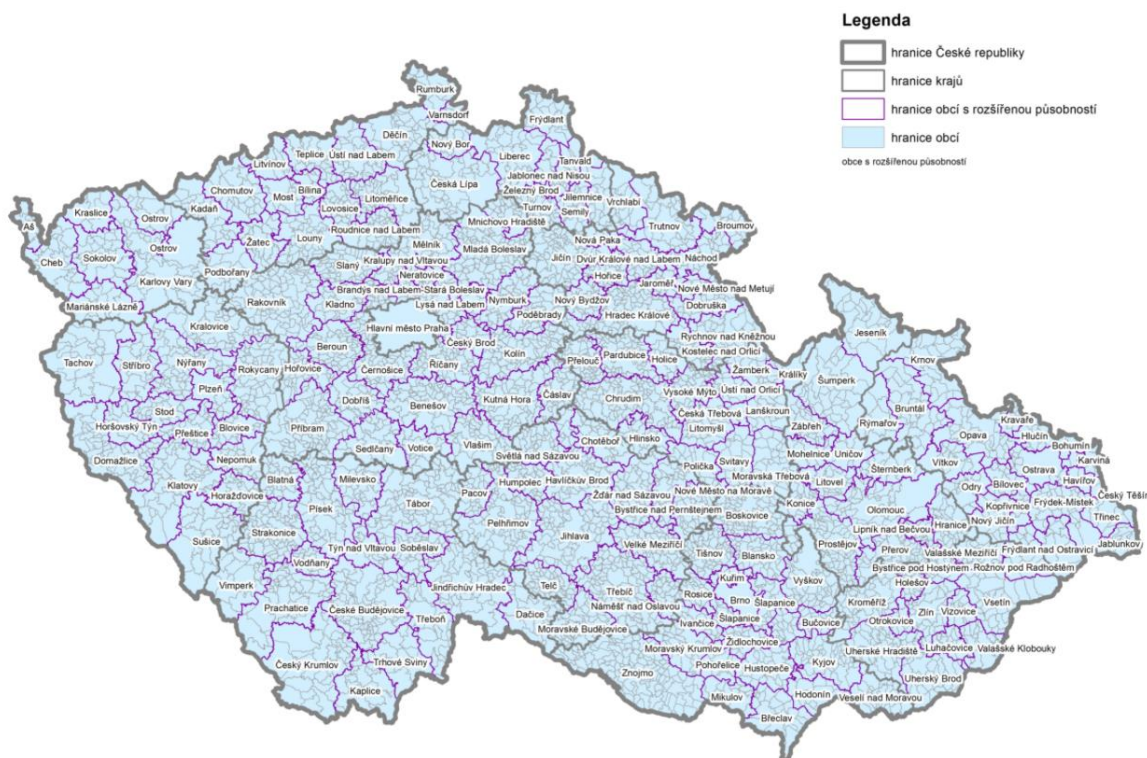 Legenda
hranice České republiky
hranice krajů
hranice obcí s rozšířenou působností
hranice obcí
obce s rozšířenou působností
Rumburk
Varnsdorf
Děčín
Frýdlant
Nový Bor
Teplice
Ústí nad Labem
Liberec
Tanvald
Litvínov
Česká Lípa
Jablonec nad Nisou
Chomutov
Most
Bílina
Litoměřice
Železný Brod
Jilemnice
Vrchlabí
Kraslice
Ostrov
Kadaň
Lovosice
Turnov
Semily
Aš
Roudnice nad Labem
Mnichovo Hradiště
Trutnov
Broumov
Žatec
Louny
Mělník
Nová Paka
Cheb
Sokolov
Ostrov
Podbořany
Slaný
Kralupy nad Vltavou
Mladá Boleslav
Jičín
Dvůr Králové nad Labem
Náchod
Karlovy Vary
Neratovice
Hořice
Jaroměř
Nové Město nad Metují
Mariánské Lázně
Rakovník
Kladno
Brandýs nad Labem-Stará Boleslav
Lysá nad Labem
Nymburk
Nový Bydžov
Dobruška
Poděbrady
Hradec Králové
Kralovice
Hlavní město Praha
Český Brod
Rychnov nad Kněžnou
Jeseník
Tachov
Stříbro
Nýřany
Rokycany
Hořovice
Beroun
Černošice
Říčany
Kolín
Přelouč
Pardubice
Holice
Kostelec nad Orlicí
Krnov
Plzeň
Dobříš
Benešov
Kutná Hora
Čáslav
Chrudim
Vysoké Mýto
Žamberk
Ústí nad Orlicí
Králíky
Šumperk
Bruntál
Stod
Horšovský Týn
Přeštice
Blovice
Příbram
Sedlčany
Votice
Vlašim
Chotěboř
Hlinsko
Česká Třebová
Litomyšl
Lanškroun
Zábřeh
Rýmařov
Opava
Kravaře
Hlučín
Bohumín
Karviná
Domažlice
Nepomuk
Světlá nad Sázavou
Svitavy
Mohelnice
Uničov
Klatovy
Horažďovice
Blatná
Milevsko
Humpolec
Havlíčkův Brod
Polička
Moravská Třebová
Litovel
Šternberk
Vítkov
Odry
Bílovec
Ostrava
Havířov
Český Těšín
Písek
Tábor
Pacov
Žďár nad Sázavou
Nové Město na Moravě
Bystřice nad Pernštejnem
Boskovice
Konice
Olomouc
Hranice
Kopřivnice
Nový Jičín
Frýdek-Místek
Třinec
Sušice
Strakonice
Pelhřimov
Jihlava
Velké Meziříčí
Lipník nad Bečvou
Frýdlant nad Ostravicí
Jablunkov
Týn nad Vltavou
Soběslav
Tišnov
Blansko
Prostějov
Přerov
Valašské Meziříčí
Vodňany
Bystřice pod Hostýnem
Rožnov pod Radhoštěm
Vimperk
Jindřichův Hradec
Telč
Třebíč
Kuřim
Vyškov
Holešov
Prachatice
České Budějovice
Třeboň
Dačice
Náměšť nad Oslavou
Rosice
Brno
Šlapanice
Kroměříž
Zlín
Vizovice
Vsetín
Moravské Budějovice
Ivančice
Šlapanice
Bučovice
Otrokovice
Český Krumlov
Trhové Sviny
Moravský Krumlov
Židlochovice
Uherské Hradiště
Luhačovice
Valašské Klobouky
Kaplice
Znojmo
Pohořelice
Hustopeče
Kyjov
Uherský Brod
Mikulov
Hodonín
Veselí nad Moravou
Břeclav